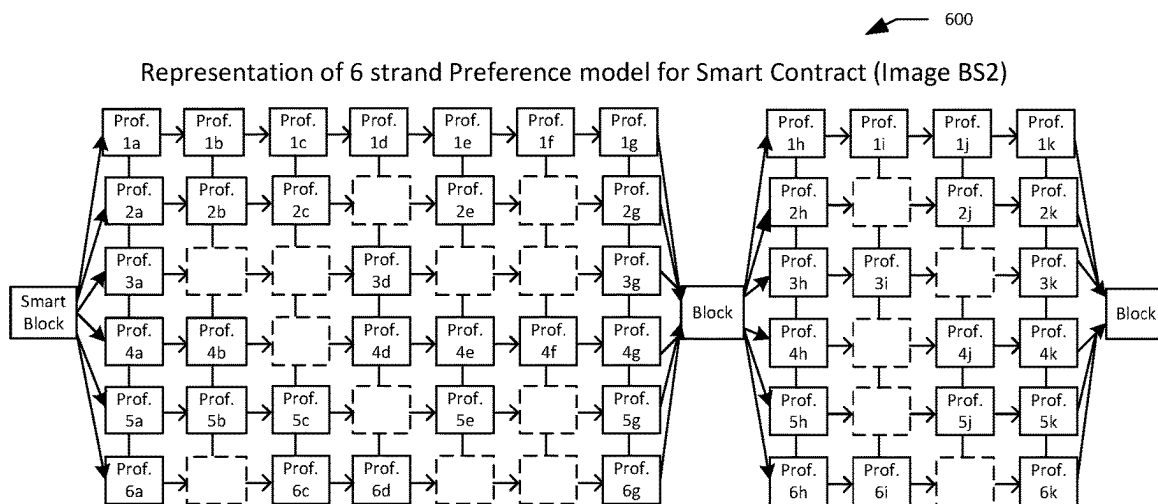 600
Representation of 6 strand Preference model for Smart Contract (Image BS2)
Prof. 1a
Prof. 1b
Prof. 1c
Prof. 1d
Prof. 1e
Prof. 1f
Prof. 1g
Prof. 1h
Prof. 1i
Prof. 1j
Prof. 1k
Prof. 2a
Prof. 2b
Prof. 2c
Prof. 2e
Prof. 2g
Prof. 2h
Prof. 2j
Prof. 2k
Prof. 3a
Prof. 3d
Prof. 3g
Prof. 3h
Prof. 3i
Prof. 3k
Smart
Block
Block
Block
Prof. 4a
Prof. 4b
Prof. 4d
Prof. 4e
Prof. 4f
Prof. 4g
Prof. 4h
Prof. 4j
Prof. 4k
Prof. 5a
Prof. 5b
Prof. 5c
Prof. 5e
Prof. 5g
Prof. 5h
Prof. 5j
Prof. 5k
Prof. 6a
Prof. 6c
Prof. 6d
Prof. 6g
Prof. 6h
Prof. 6i
Prof. 6k